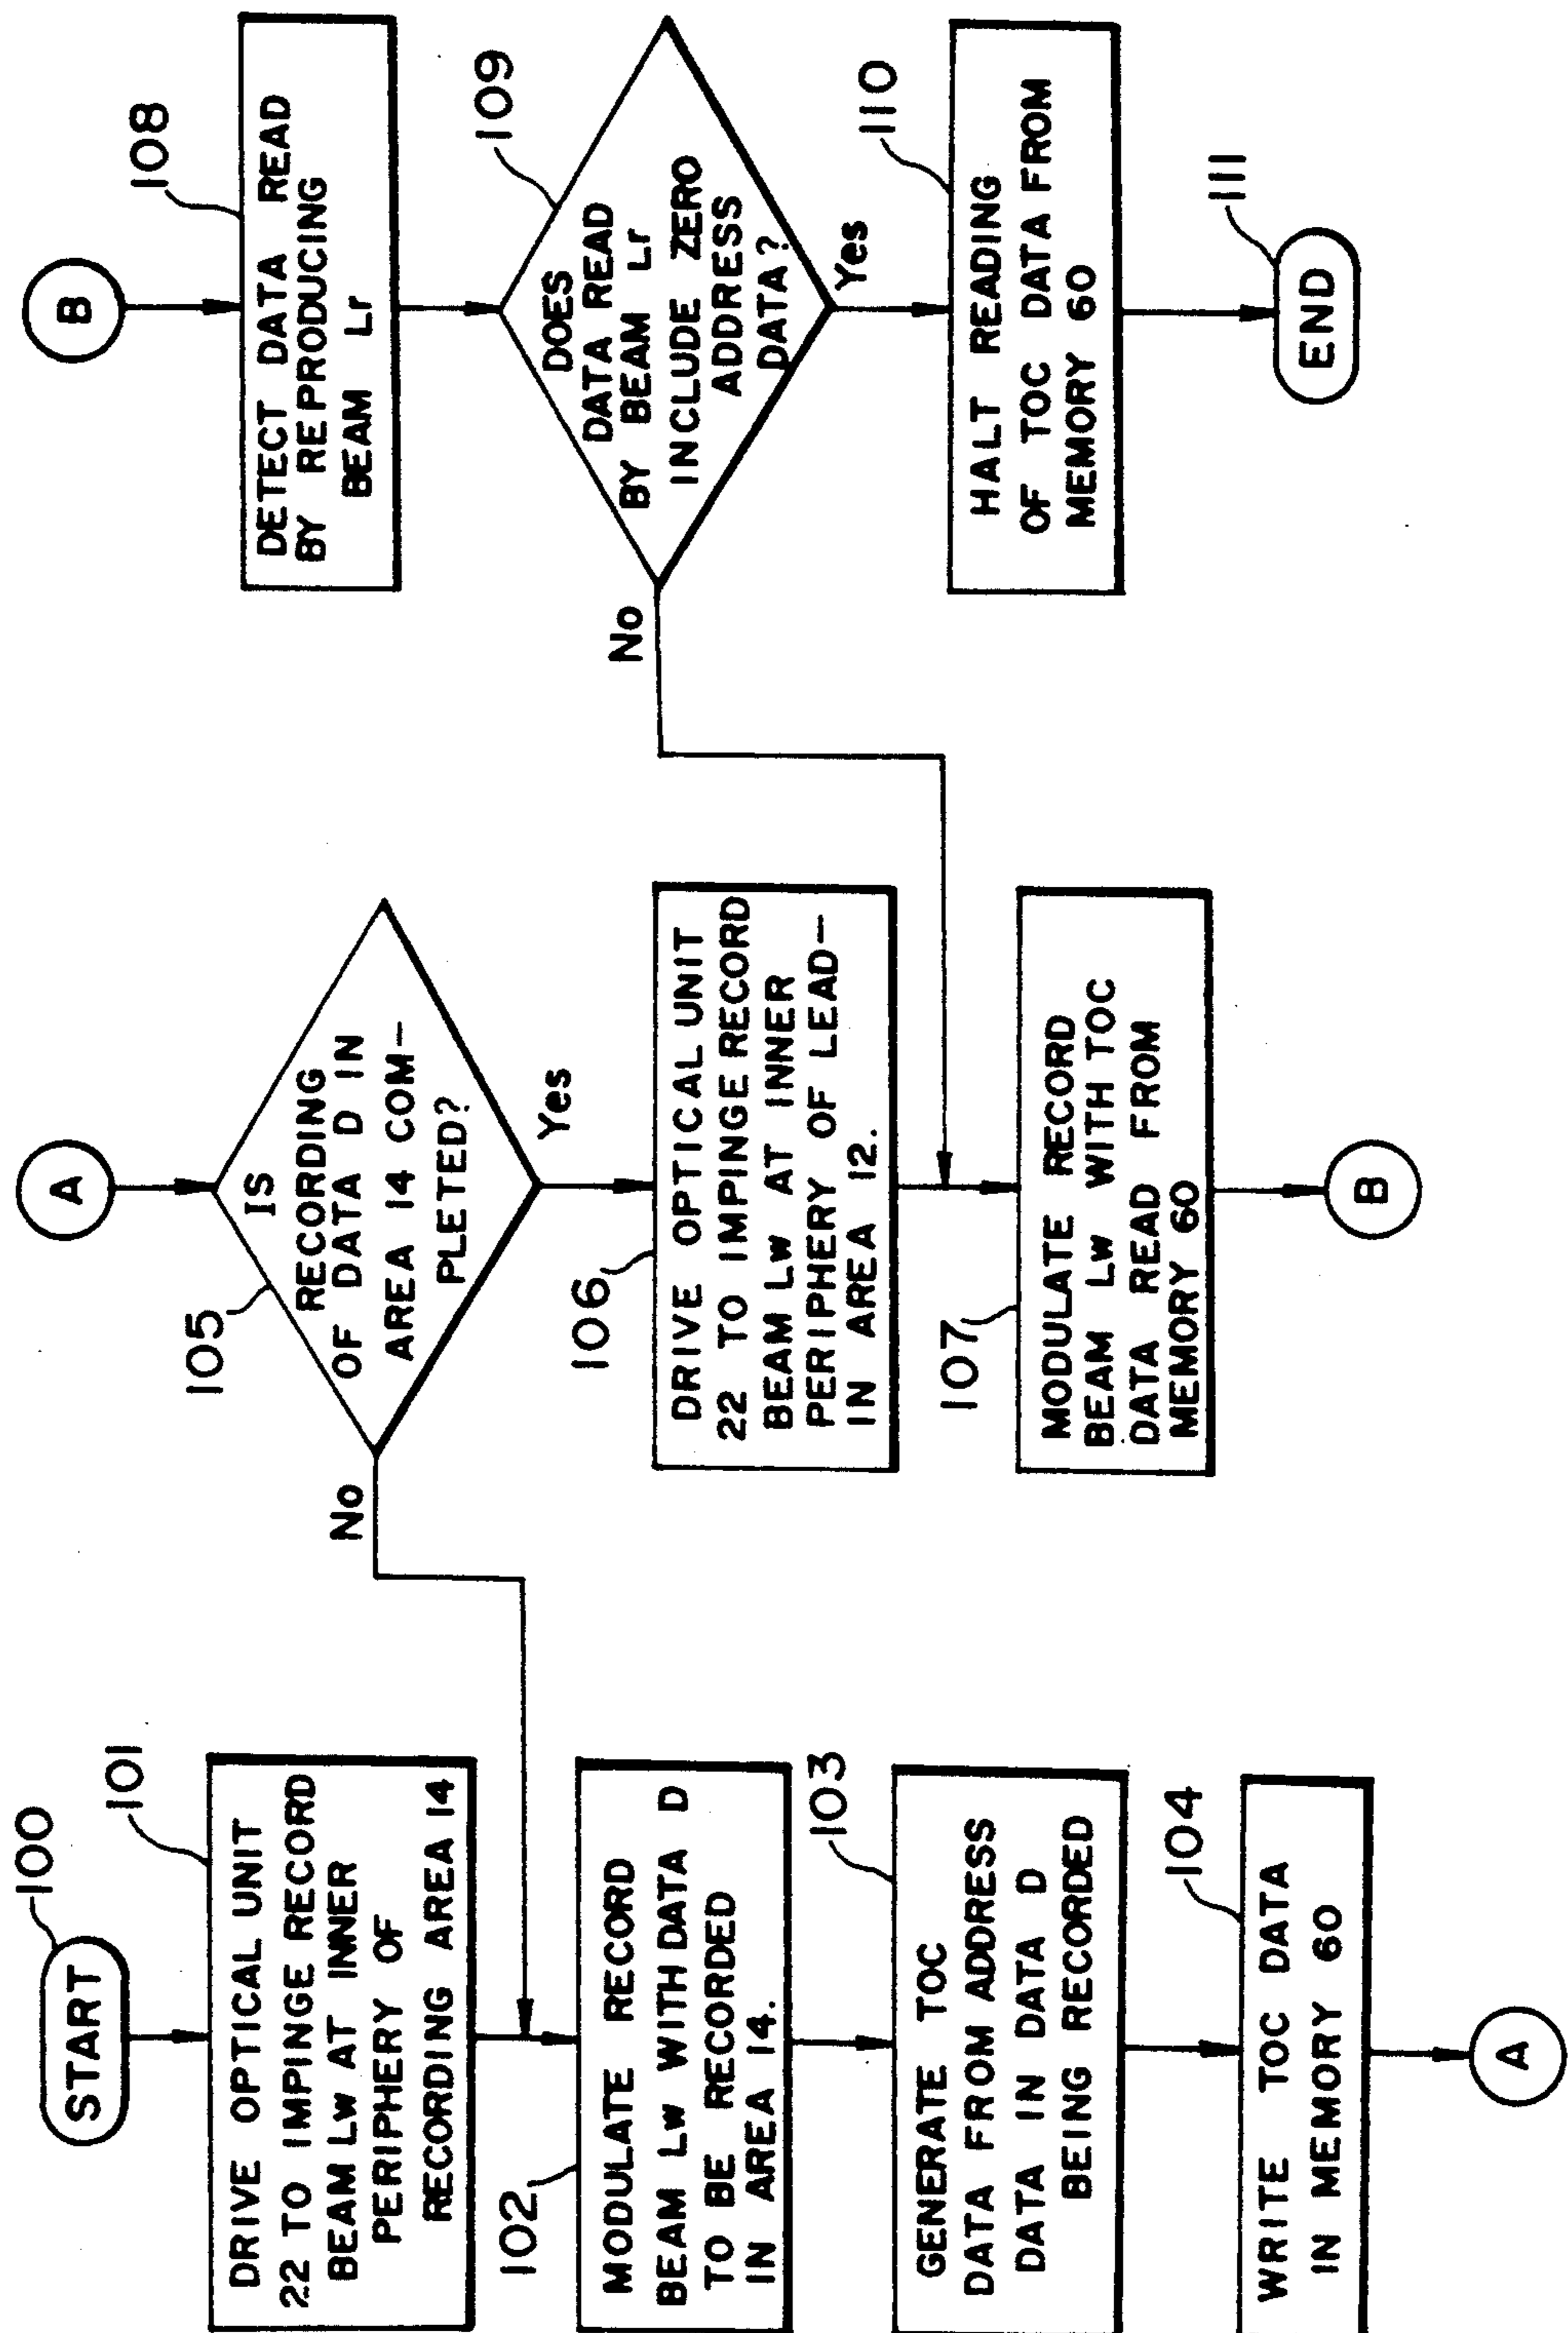 START
100
101
DRIVE OPTICAL UNIT
22 TO IMPINGE RECORD
BEAM Lw AT INNER
PERIPHERY OF
RECORDING AREA 14
102
MODULATE RECORD
BEAM Lw WITH DATA D
TO BE RECORDED
IN AREA 14.
103
GENERATE TOC
DATA FROM ADDRESS
DATA IN DATA D
BEING RECORDED
104
WRITE TOC DATA
IN MEMORY 60
A
A
105
IS
RECORDING
OF DATA D IN
AREA 14 COM-
PLETED?
No
Yes
106
DRIVE OPTICAL UNIT
22 TO IMPINGE RECORD
BEAM Lw AT INNER
PERIPHERY OF LEAD-
IN AREA 12.
107
MODULATE RECORD
BEAM Lw WITH TOC
DATA READ FROM
MEMORY 60
B
B
108
DETECT DATA READ
BY REPRODUCING
BEAM Lr
109
DOES
DATA READ
BY BEAM Lr
INCLUDE ZERO
ADDRESS
DATA?
No
Yes
110
HALT READING
OF TOC DATA FROM
MEMORY 60
111
END